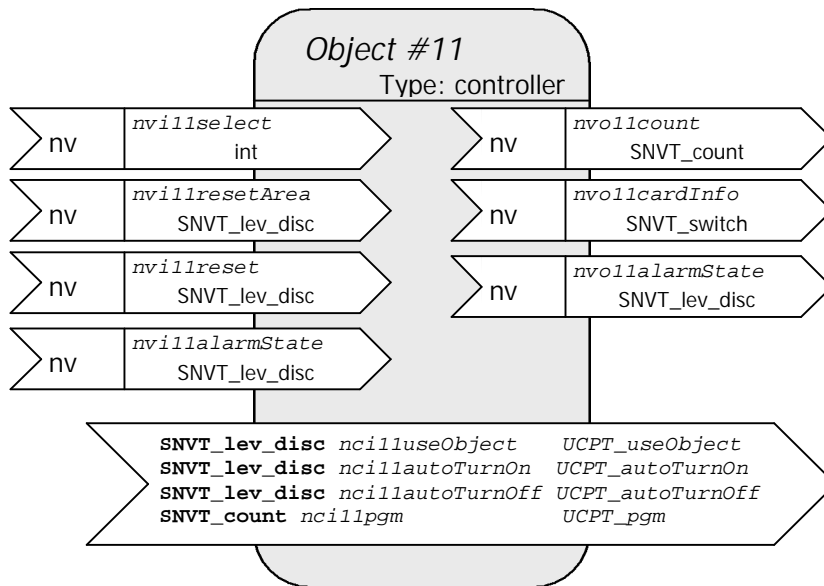 Object #11
Type: controller
nv
nvi11select
int
nv
nvi11resetArea
SNVT_lev_disc
nv
nvi11reset
SNVT_lev_disc
nv
nvi11alarmState
SNVT_lev_disc
nv
nvo11count
SNVT_count
nv
nvo11cardInfo
SNVT_switch
nv
nvo11alarmState
SNVT_lev_disc
SNVT_lev_disc nci11useObject UCPT_useObject
SNVT_lev_disc nci11autoTurnOn UCPT_autoTurnOn
SNVT_lev_disc nci11autoTurnOff UCPT_autoTurnOff
SNVT_count nci11pgm UCPT_pgm